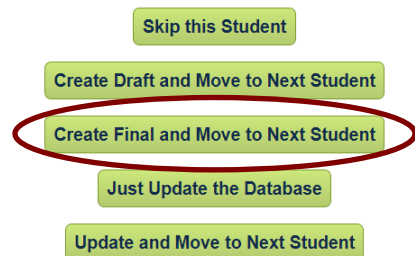 Skip this Student
Create Draft and Move to Next Student
Create Final and Move to Next Student
Just Update the Database
Update and Move to Next Student